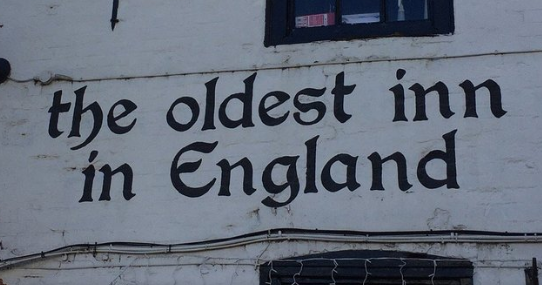 the oldest inn
in England